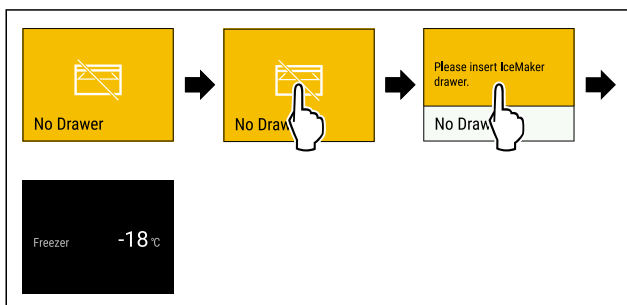 No Drawer
No Draw
Please insert IceMaker
drawer.
No Draw
Freezer -18 °C